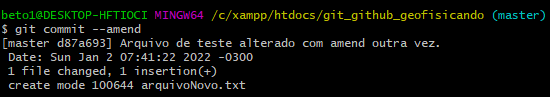 beto1@DESKTOP-HFTIOCI MINGW64 /c/xampp/htdocs/git_github_geofisicando (master)
$ git commit --amend
[master d87a693] Arquivo de teste alterado com amend outra vez.
 Date: Sun Jan 2 07:41:22 2022 -0300
 1 file changed, 1 insertion(+)
 create mode 100644 arquivoNovo.txt